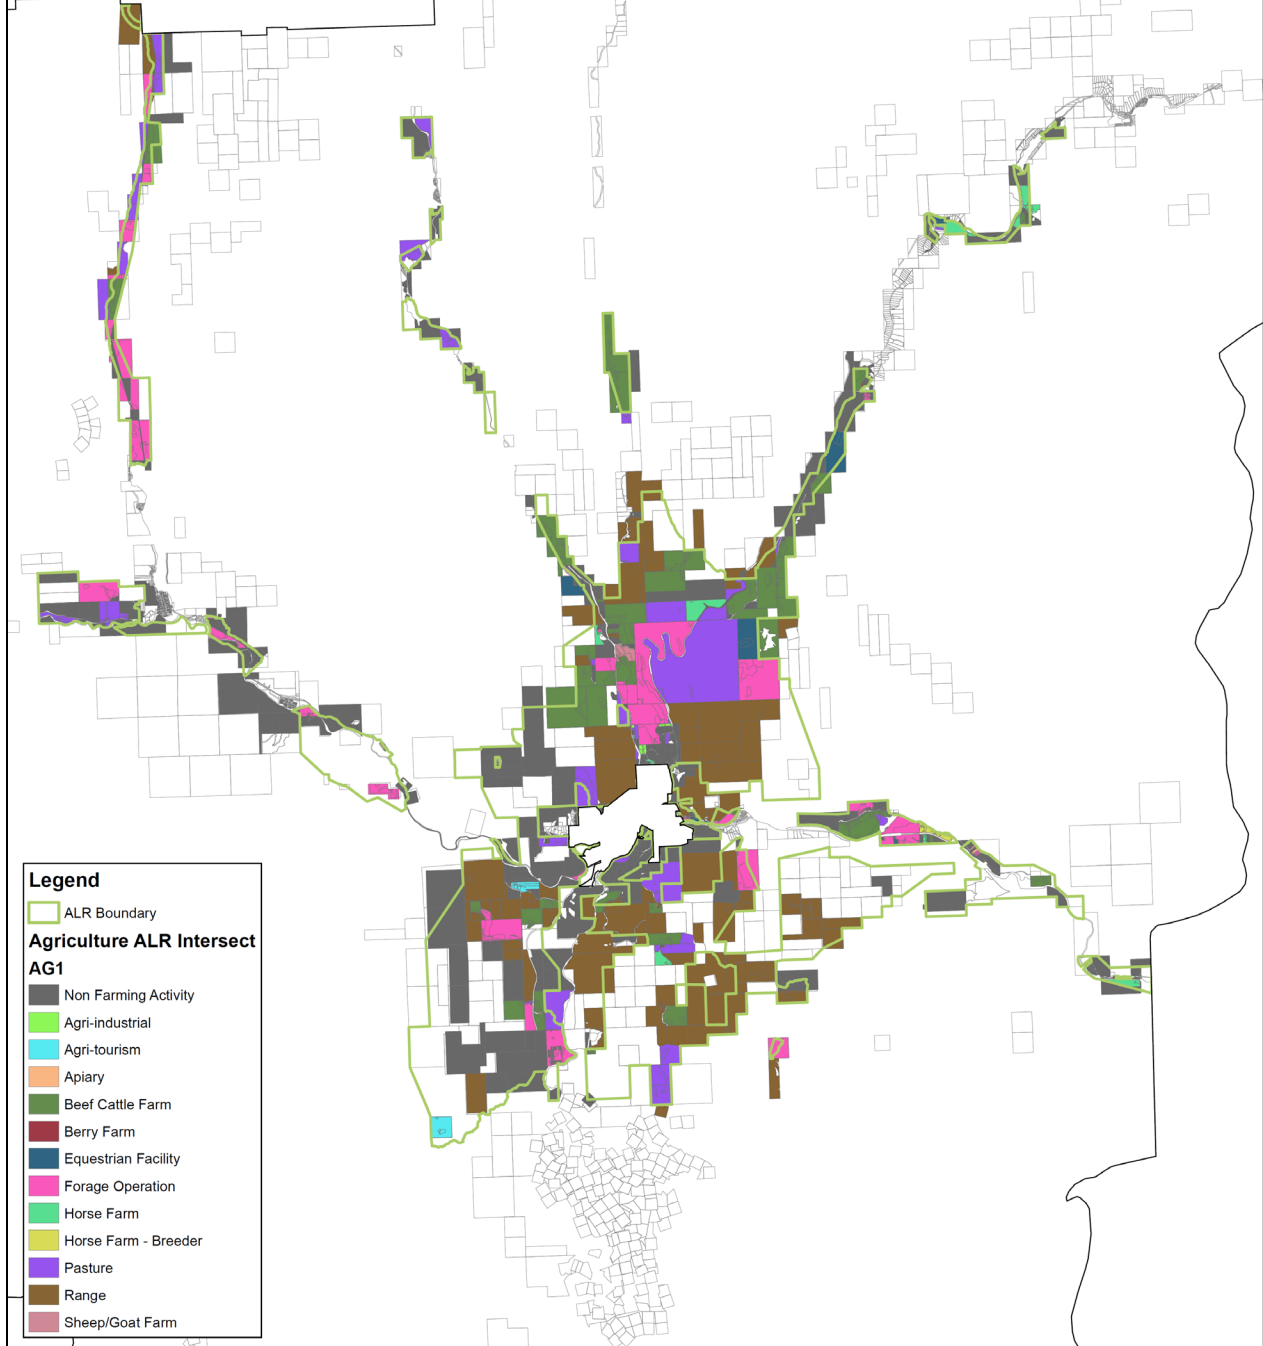 Legend
ALR Boundary
Agriculture ALR Intersect
AG1
Non Farming Activity
Agri-industrial
Agri-tourism
Apiary
Beef Cattle Farm
Berry Farm
Equestrian Facility
Forage Operation
Horse Farm
Horse Farm - Breeder
Pasture
Range
Sheep/Goat Farm